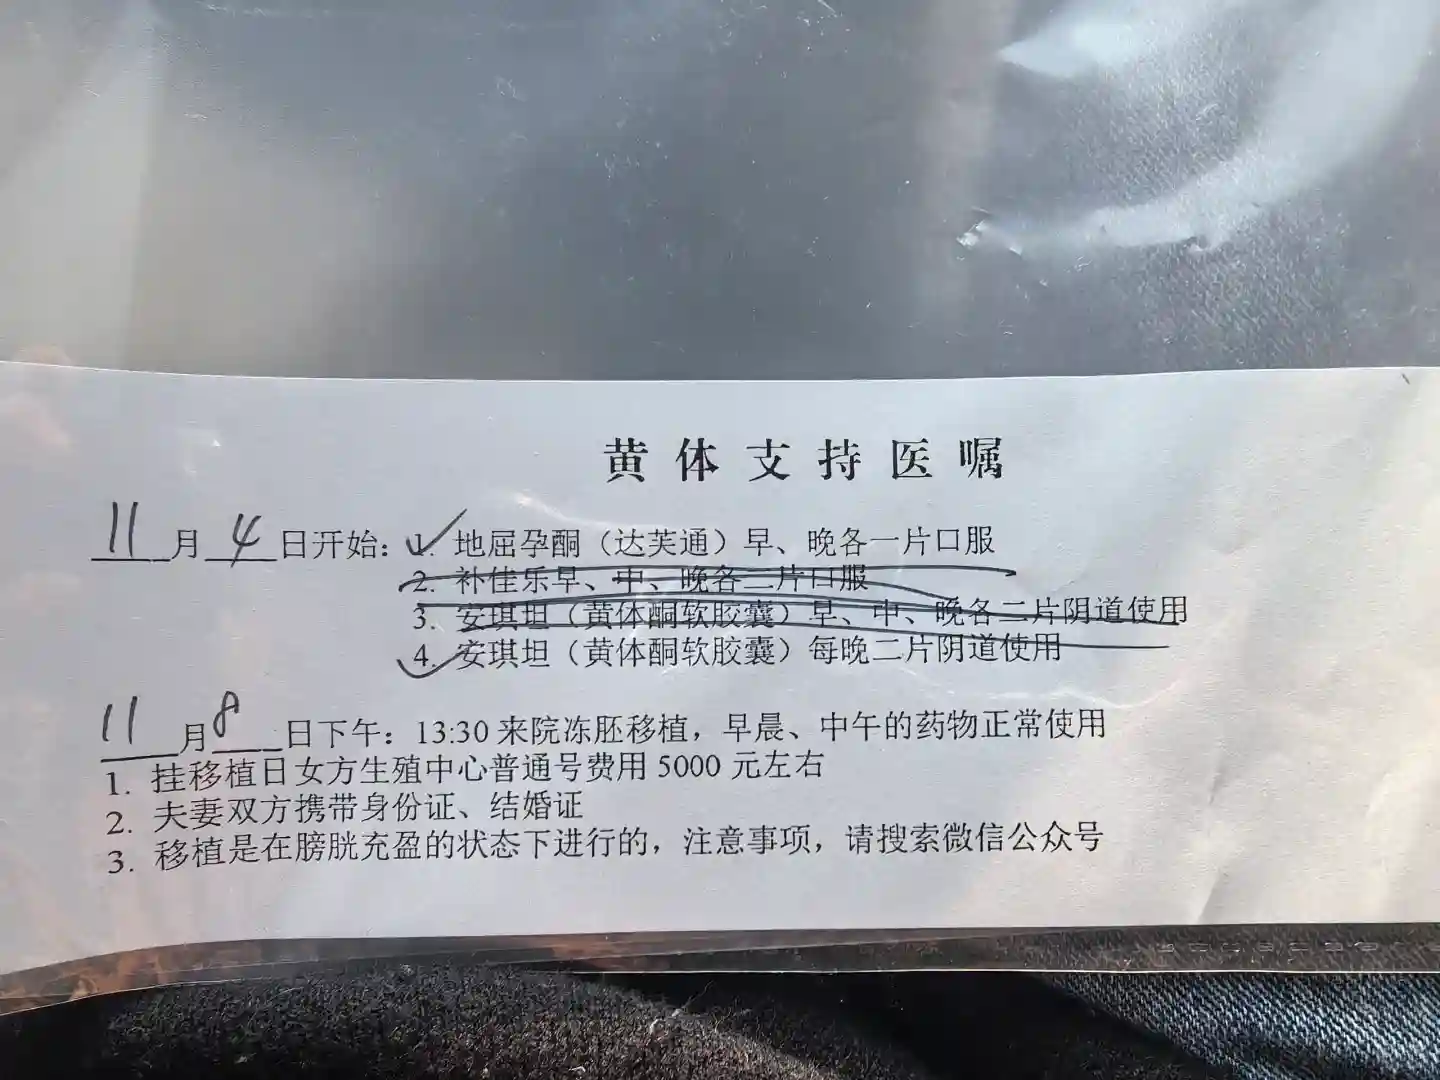 黄体支持医嘱
11月4日开始：1. 地屈孕酮（达芙通）早、晚各一片口服
2. 补佳乐早、中、晚各二片口服
3. 安琪坦（黄体酮软胶囊）早、中、晚各二片阴道使用
4. 安琪坦（黄体酮软胶囊）每晚二片阴道使用
11月8日下午：13:30来院冻胚移植，早晨、中午的药物正常使用
1. 挂移植日女方生殖中心普通号费用5000元左右
2. 夫妻双方携带身份证、结婚证
3. 移植是在膀胱充盈的状态下进行的，注意事项，请搜索微信公众号